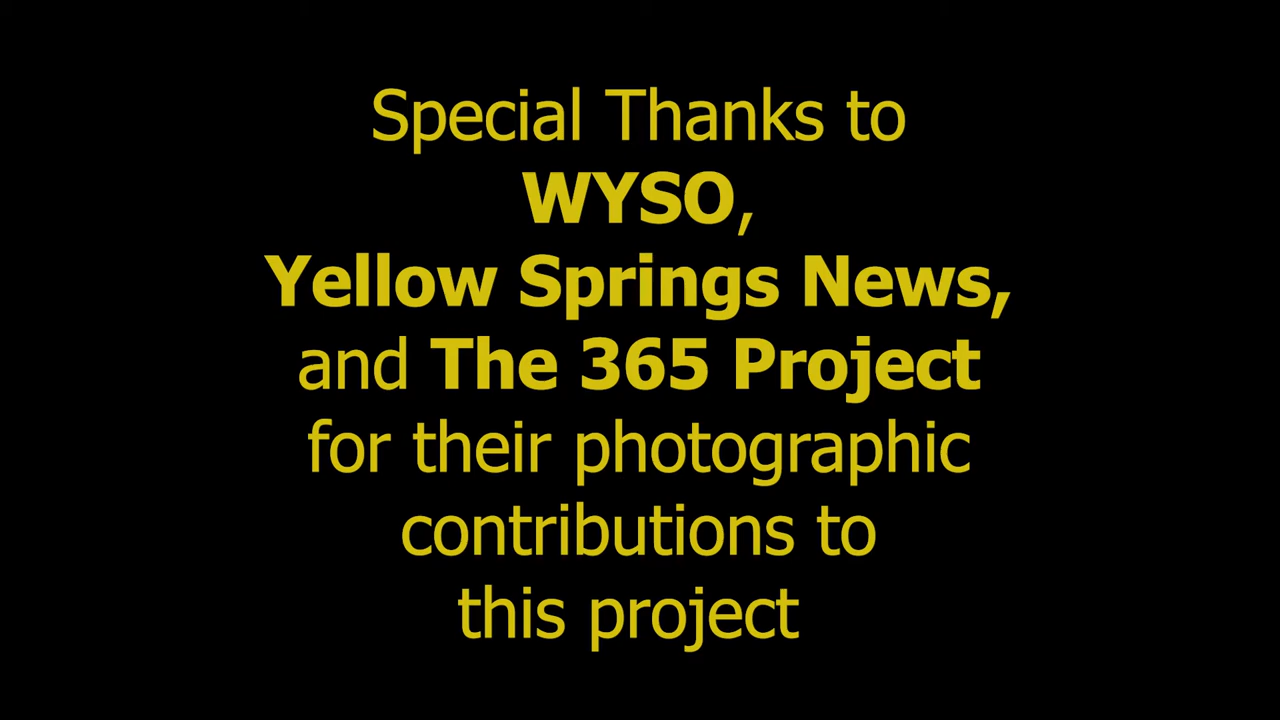 Special Thanks to
WYSO,
Yellow Springs News,
and The 365 Project
for their photographic
contributions to
this project